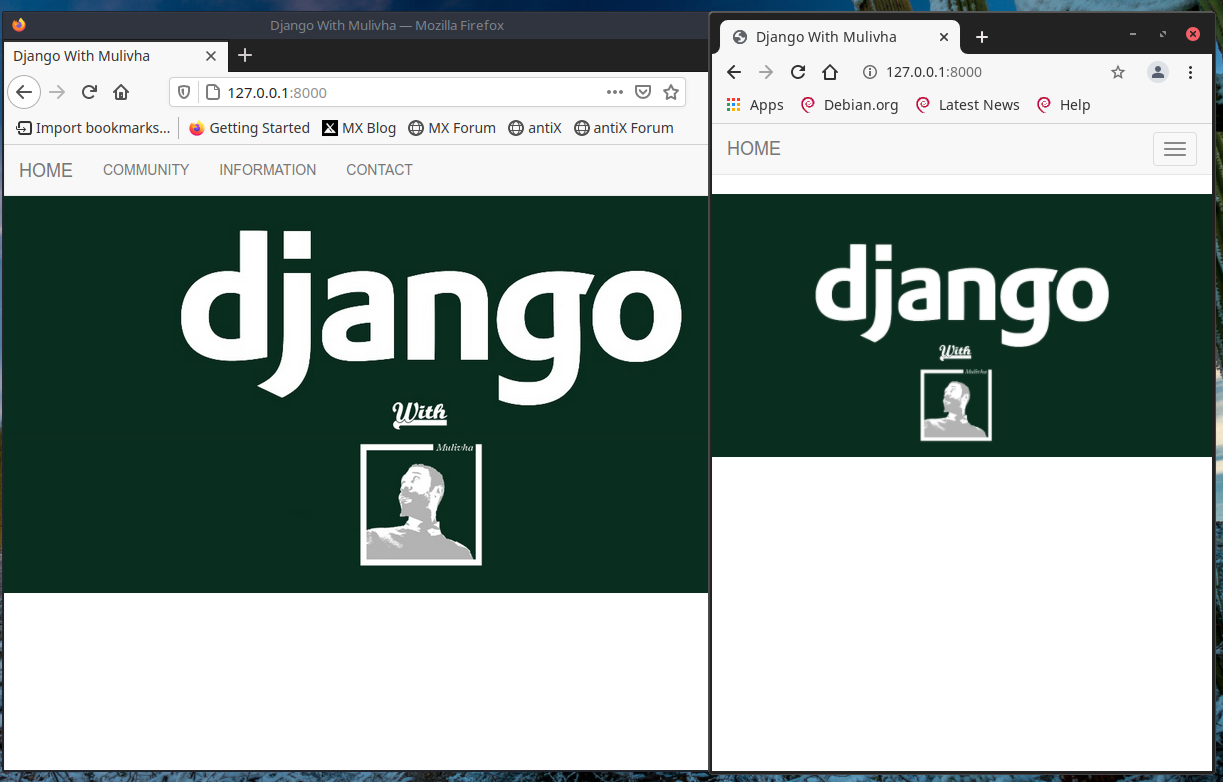 Django With Mulivha — Mozilla Firefox
Django With Mulivha
127.0.0.1:8000
Import bookmarks... Getting Started MX Blog MX Forum antiX antiX Forum
HOME COMMUNITY INFORMATION CONTACT
django
With
Mulivha
Django With Mulivha
127.0.0.1:8000
Apps Debian.org Latest News Help
HOME
django
With
Mulivha